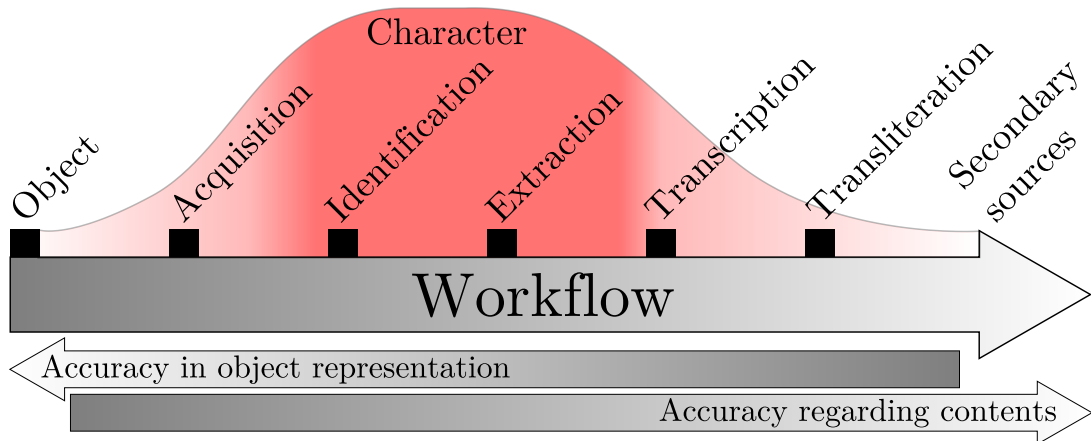 Character
Object
Acquisition
Identification
Extraction
Transcription
Transliteration
Secondary
sources
Workflow
Accuracy in object representation
Accuracy regarding contents